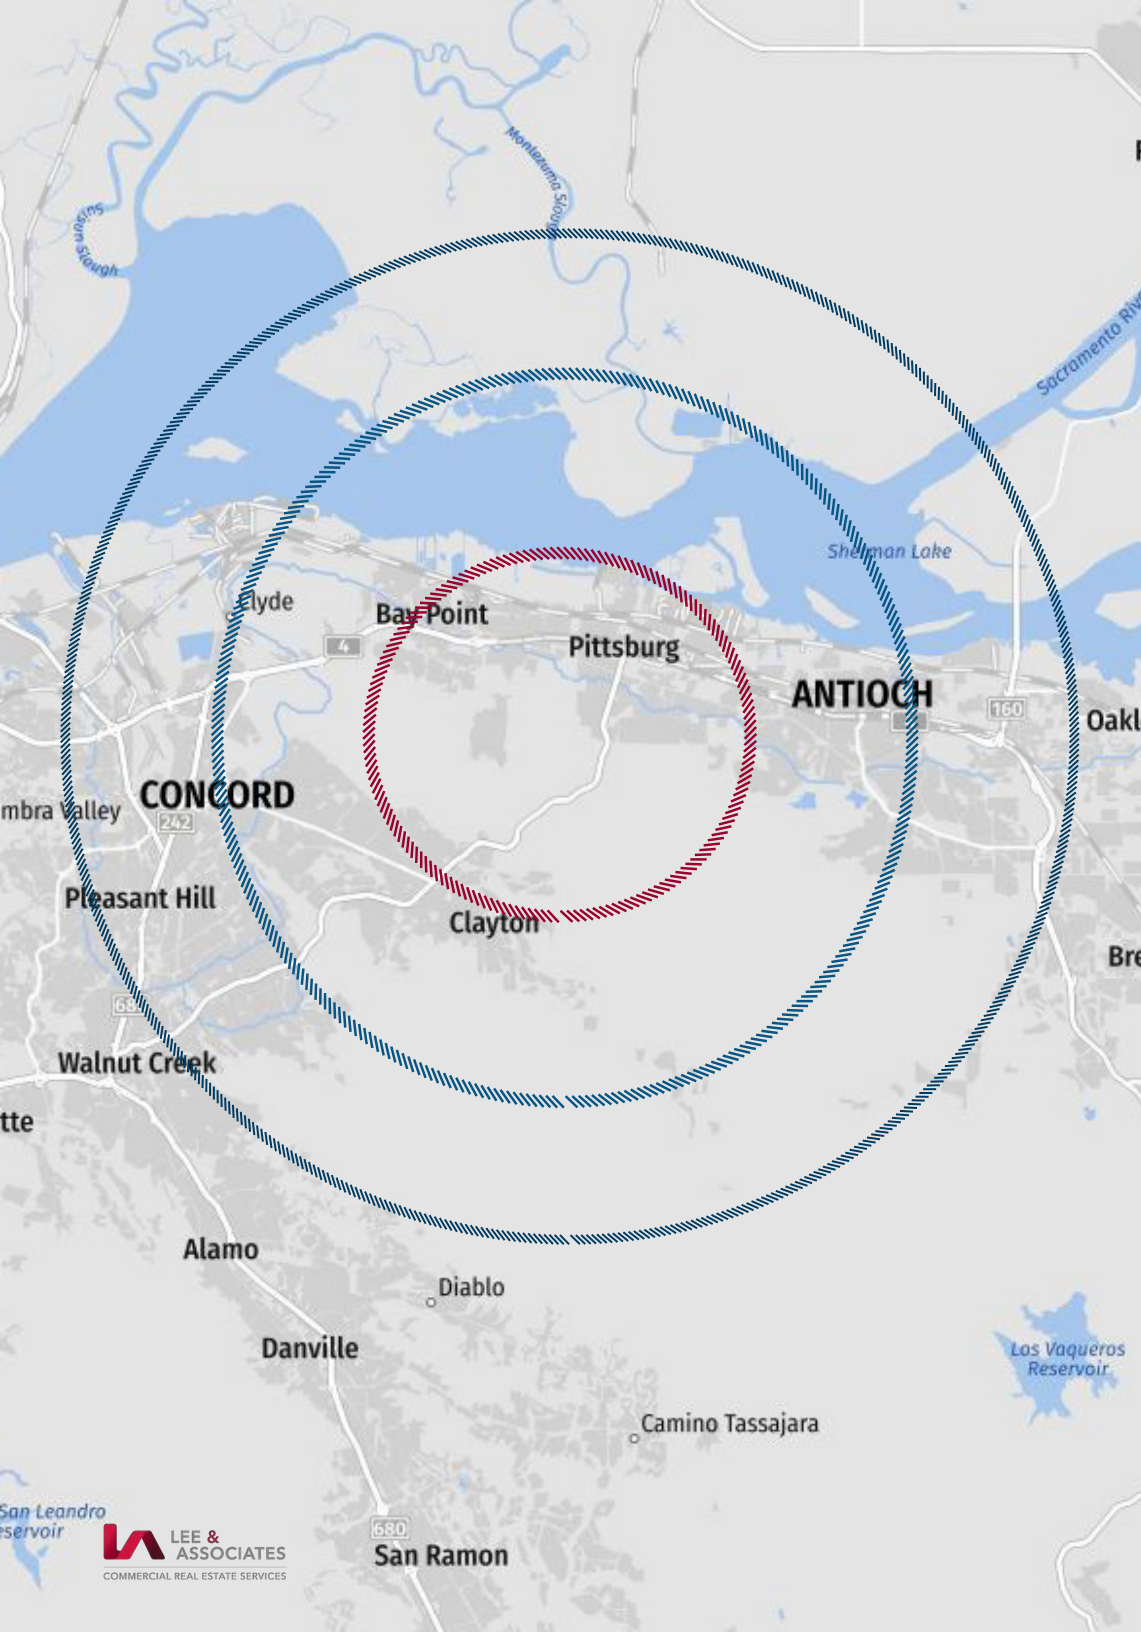 Montezuma Slough
Suisun Slough
Sacramento Riv
Sherman Lake
Clyde
Bay Point
4
Pittsburg
ANTIOCH
160
Oakl
CONCORD
mbra Valley
242
Pleasant Hill
Clayton
Bre
68
Walnut Creek
tte
Alamo
Diablo
Danville
Los Vaqueros
Reservoir
Camino Tassajara
San Leandro
eservoir
680
San Ramon
LA LEE &
ASSOCIATES
COMMERCIAL REAL ESTATE SERVICES